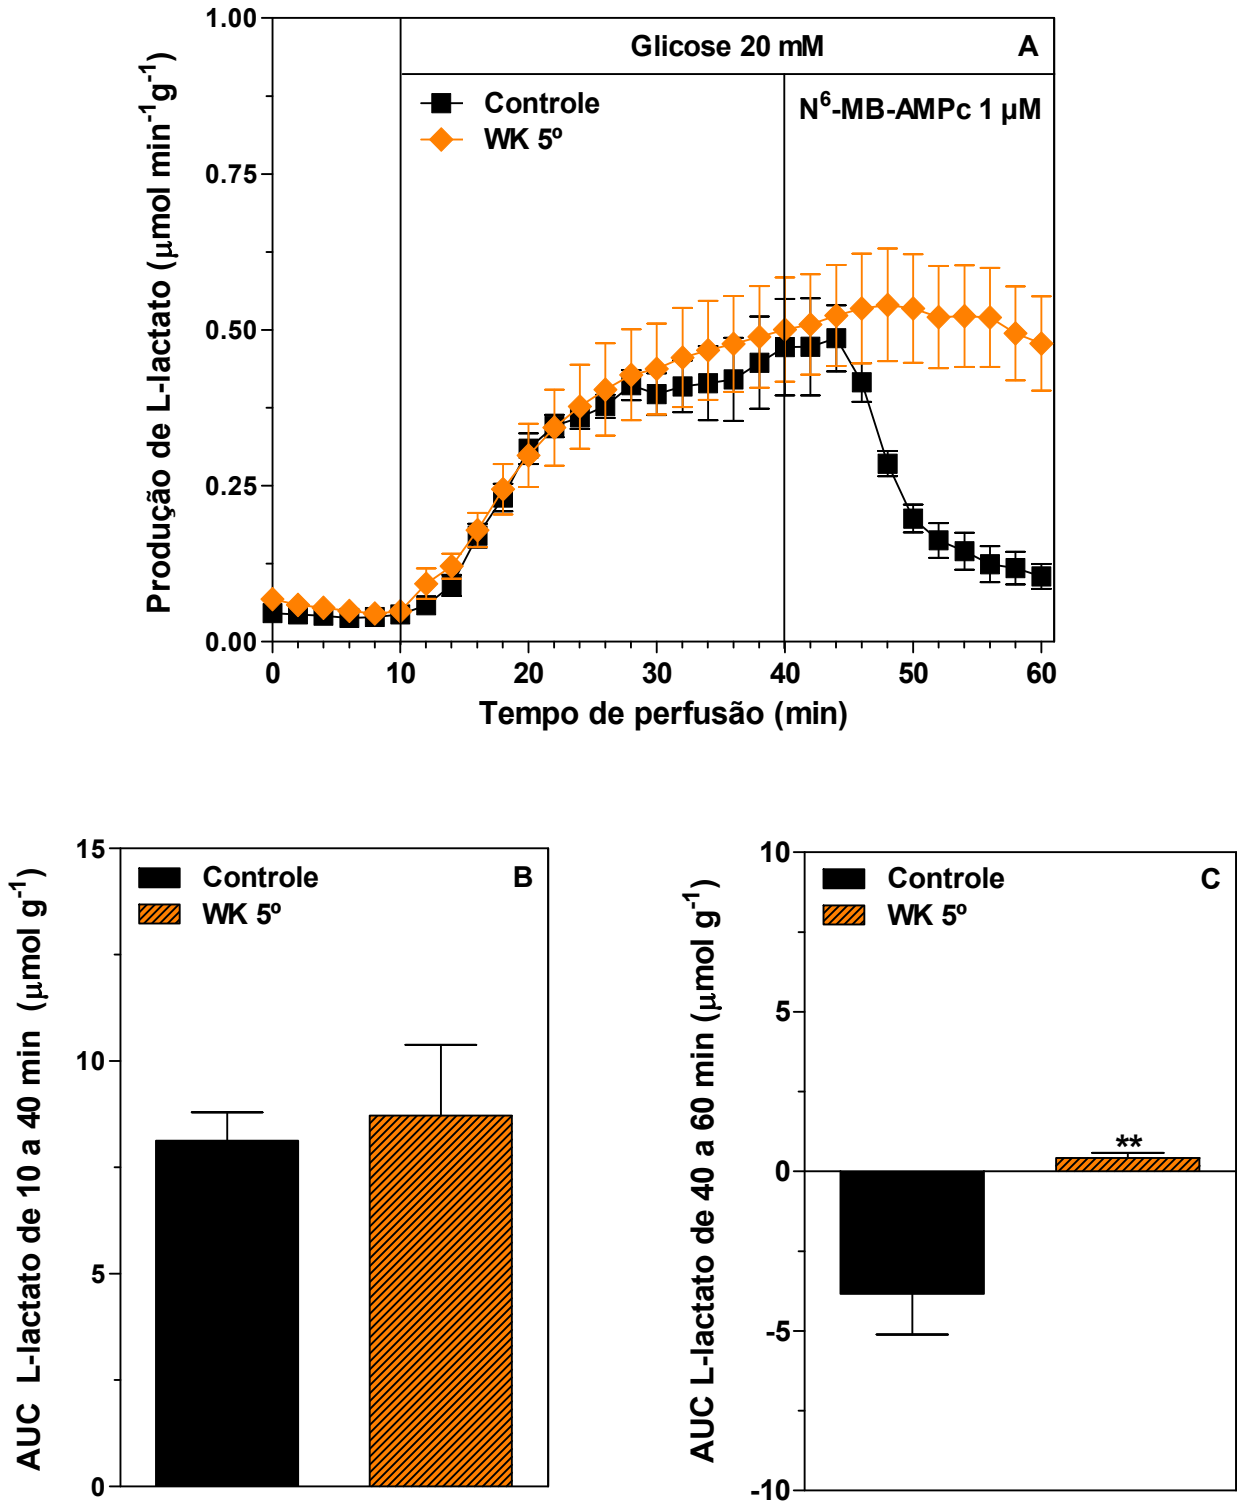 Produção de L-lactato (μmol min⁻¹g⁻¹)
1.00
0.75
0.50
0.25
0.00
Glicose 20 mM
A
Controle
WK 5º
N⁶-MB-AMPc 1 μM
0 10 20 30 40 50 60
Tempo de perfusão (min)
AUC L-lactato de 10 a 40 min (μmol g⁻¹)
15
10
5
0
Controle
WK 5º
B
AUC L-lactato de 40 a 60 min (μmol g⁻¹)
10
5
0
-5
-10
Controle
WK 5º
C
**